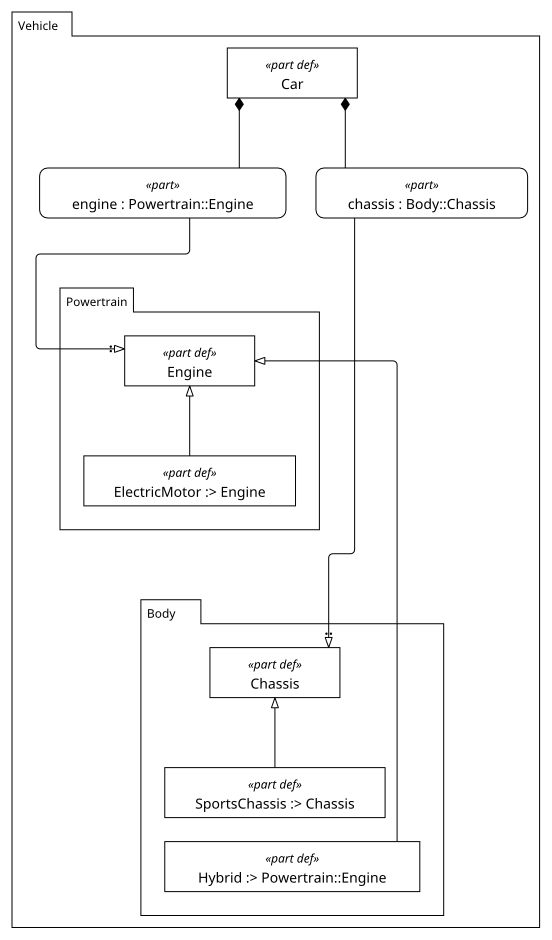 Vehicle
«part def»
Car
«part»
engine : Powertrain::Engine
«part»
chassis : Body::Chassis
Powertrain
«part def»
Engine
«part def»
ElectricMotor :> Engine
Body
«part def»
Chassis
«part def»
SportsChassis :> Chassis
«part def»
Hybrid :> Powertrain::Engine